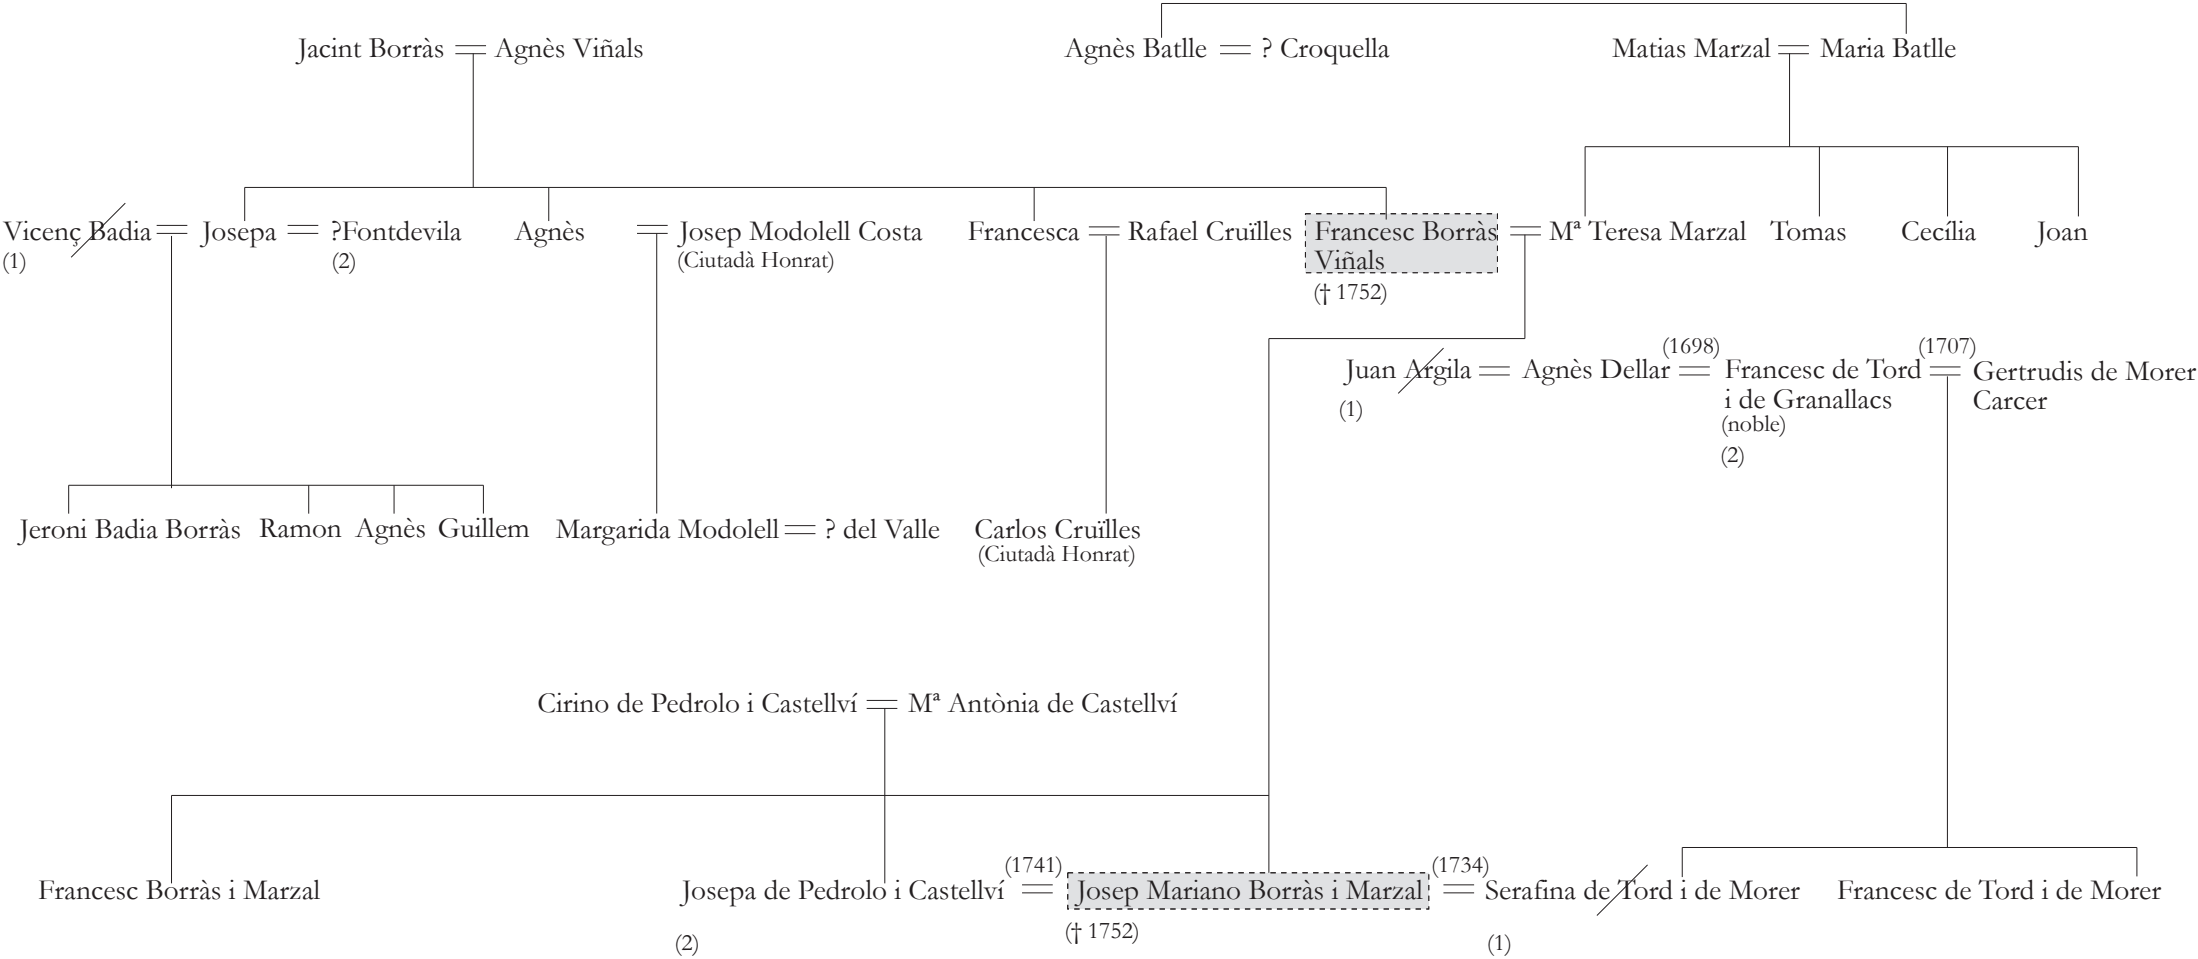 Jacint Borràs Agnès Viñals Agnès Batlle ? Croquella Matias Marzal Maria Batlle
Vicenç Badia Josepa ?Fontdevila Agnès Josep Modolell Costa Francesca Rafael Cruïlles Francesc Borràs Mª Teresa Marzal Tomas Cecília Joan
(1) (2) (Ciutadà Honrat) Viñals
(† 1752)
(1698) (1707)
Juan Argila Agnès Dellar Francesc de Tord Gertrudis de Morer
(1) i de Granallacs Carcer
(noble)
(2)
Jeroni Badia Borràs Ramon Agnès Guillem Margarida Modolell ? del Valle Carlos Cruïlles
(Ciutadà Honrat)
Cirino de Pedrolo i Castellví Mª Antònia de Castellví
(1741) (1734)
Francesc Borràs i Marzal Josepa de Pedrolo i Castellví Josep Mariano Borràs i Marzal Serafina de Tord i de Morer Francesc de Tord i de Morer
(† 1752)
(2) (1)